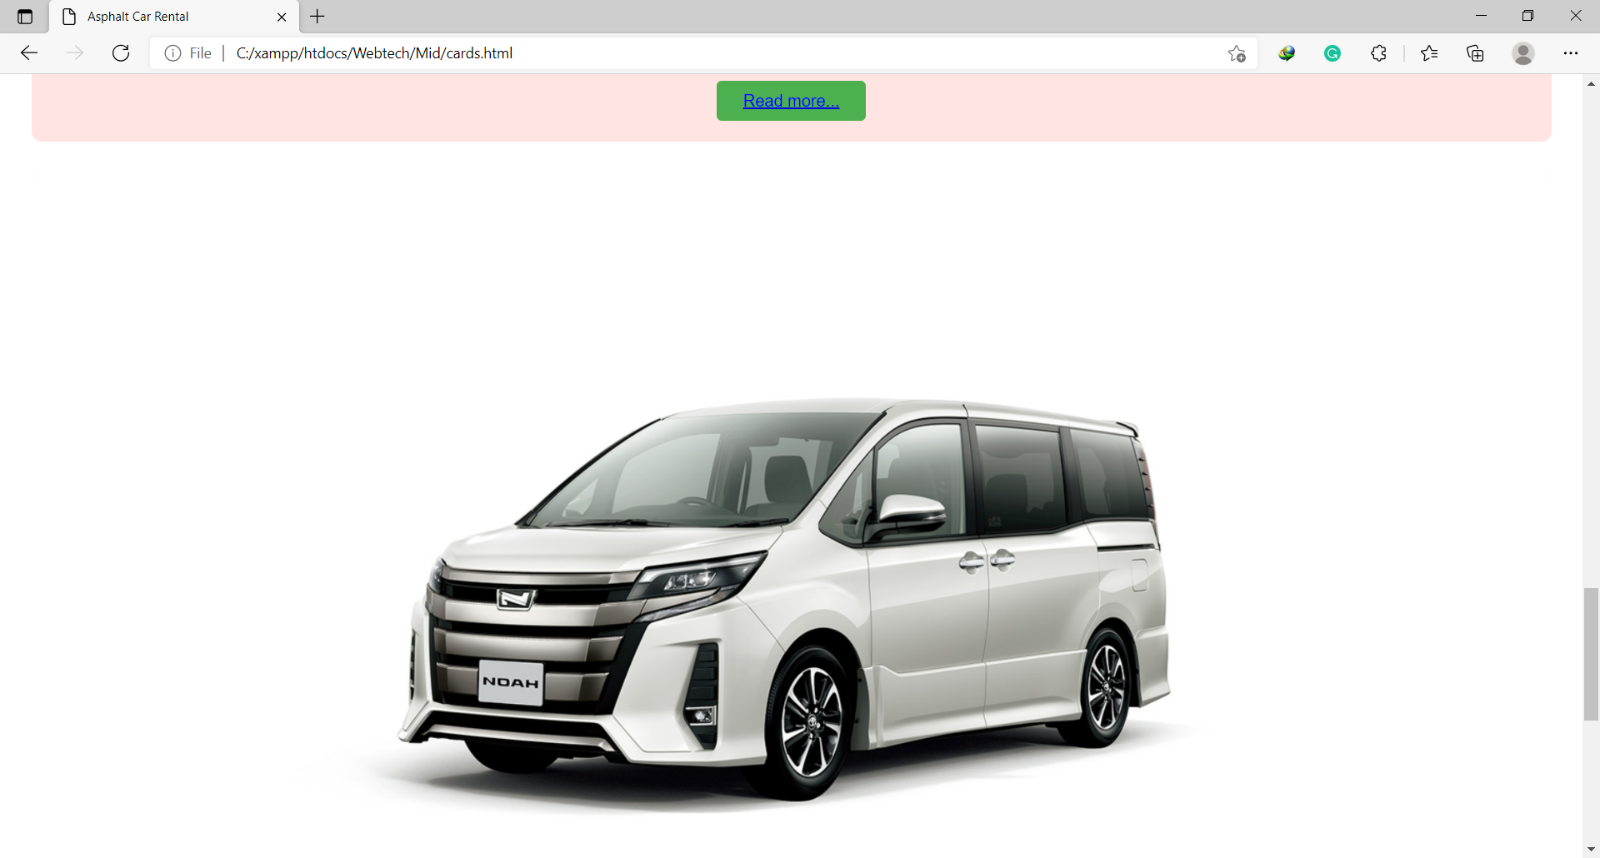 Asphalt Car Rental
File | C:/xampp/htdocs/Webtech/Mid/cards.html
Read more...
NOAH